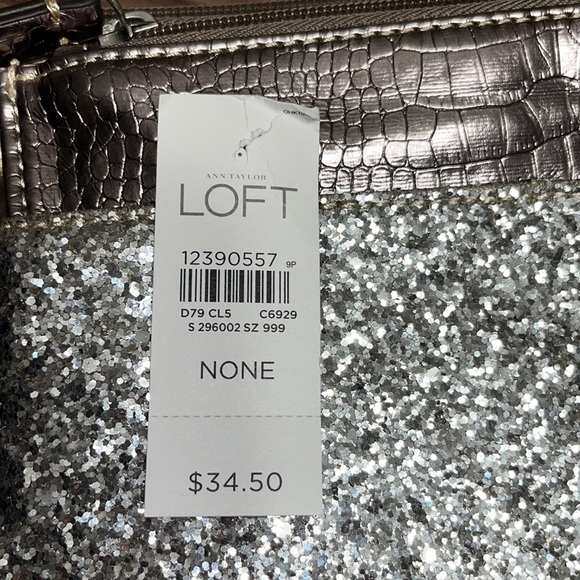 ANN TAYLOR
LOFT
12390557 9P
D79 CL5 C6929
S 296002 SZ 999
NONE
$34.50